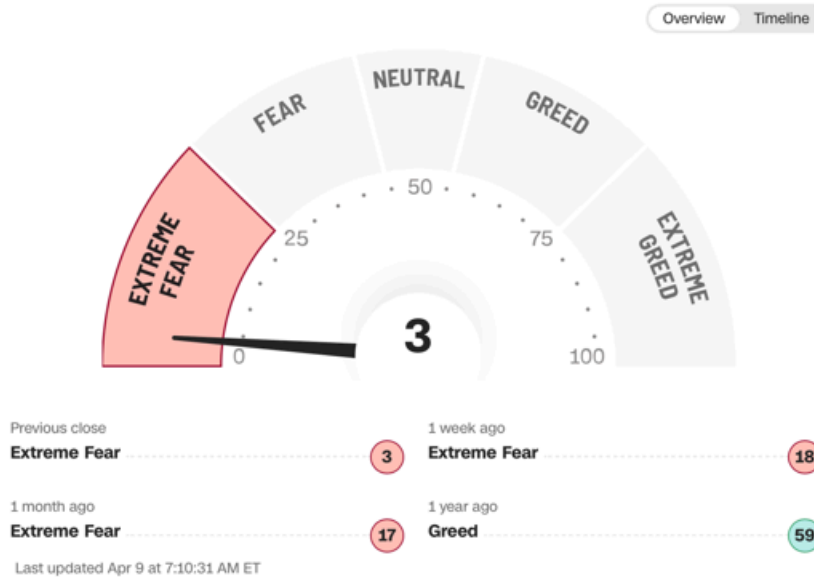 Overview Timeline
NEUTRAL
FEAR
GREED
EXTREME
FEAR
EXTREME
GREED
50
25
75
0
100
3
Previous close
Extreme Fear 3
1 week ago
Extreme Fear 18
1 month ago
Extreme Fear 17
1 year ago
Greed 59
Last updated Apr 9 at 7:10:31 AM ET